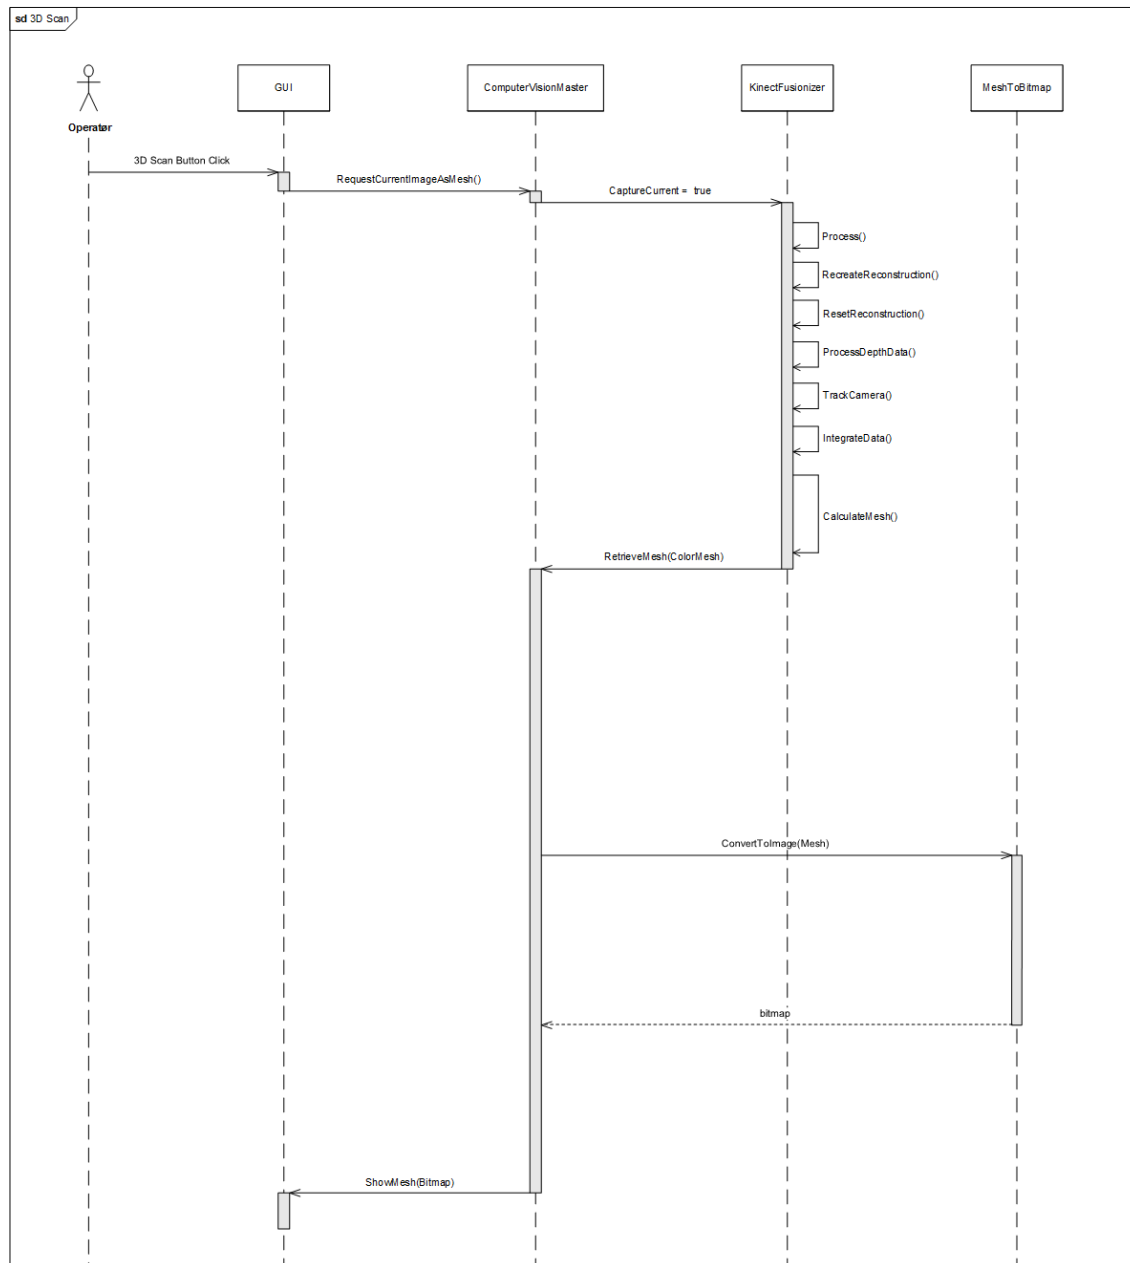 sd 3D Scan
Operatør
GUI
ComputerVisionMaster
KinectFusionizer
MeshToBitmap
3D Scan Button Click
RequestCurrentImageAsMesh()
CaptureCurrent = true
Process()
RecreateReconstruction()
ResetReconstruction()
ProcessDepthData()
TrackCamera()
IntegrateData()
CalculateMesh()
RetrieveMesh(ColorMesh)
ConvertToImage(Mesh)
bitmap
ShowMesh(Bitmap)